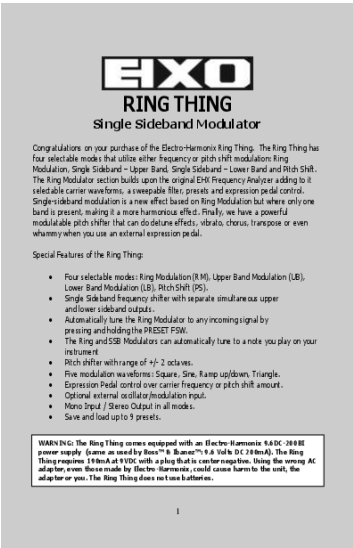 EHXO
RING THING
Single Sideband Modulator
Congratulations on your purchase of the Electro-Harmonix Ring Thing. The Ring Thing has
four selectable modes that utilize either frequency or pitch shift modulation: Ring
Modulation, Single Sideband – Upper Band, Single Sideband – Lower Band and Pitch Shift.
The Ring Modulator section builds upon the original EHX Frequency Analyzer adding to it
selectable carrier waveforms, a sweepable filter, presets and expression pedal control.
Single-sideband modulation is a new effect based on Ring Modulation but where only one
band is present, making it a more harmonious effect. Finally, we have a powerful
modulatable pitch shifter that can do detune effects, vibrato, chorus, transpose or even
whammy when you use an external expression pedal.
Special Features of the Ring Thing:
• Four selectable modes: Ring Modulation (RM), Upper Band Modulation (UB),
Lower Band Modulation (LB), Pitch Shift (PS).
• Single Sideband frequency shifter with separate simultaneous upper
and lower sideband outputs.
• Automatically tune the Ring Modulator to any incoming signal by
pressing and holding the PRESET FSW.
• The Ring and SSB Modulators can automatically tune to a note you play on your
instrument
• Pitch shifter with range of +/- 2 octaves.
• Five modulation waveforms: Square, Sine, Ramp up/down, Triangle.
• Expression Pedal control over carrier frequency or pitch shift amount.
• Optional external oscillator/modulation input.
• Mono Input / Stereo Output in all modes.
• Save and load up to 9 presets.
WARNING: The Ring Thing comes equipped with an Electro-Harmonix 9.6DC-200BI
power supply (same as used by Boss™ & Ibanez™: 9.6 Volts DC 200mA). The Ring
Thing requires 190mA at 9VDC with a plug that is center negative. Using the wrong AC
adapter, even those made by Electro-Harmonix, could cause harm to the unit, the
adapter or you. The Ring Thing does not use batteries.
1